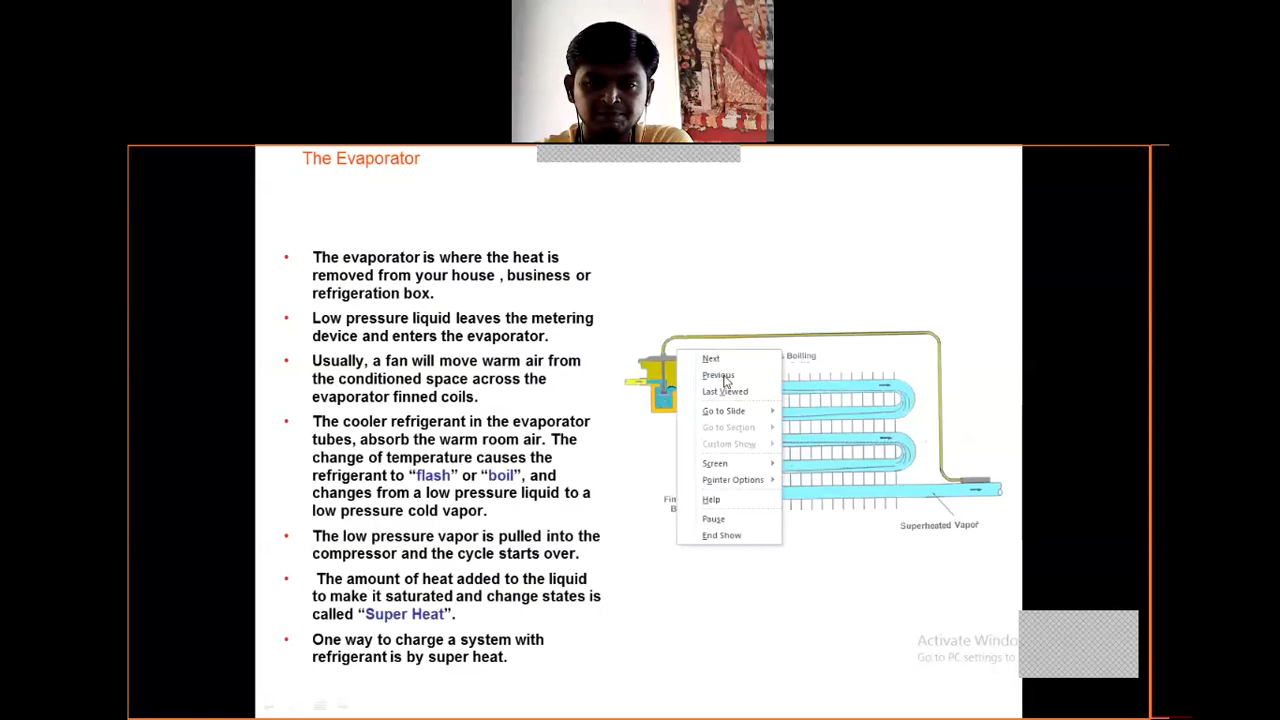 The Evaporator
• The evaporator is where the heat is
removed from your house , business or
refrigeration box.
• Low pressure liquid leaves the metering
device and enters the evaporator.
• Usually, a fan will move warm air from
the conditioned space across the
evaporator finned coils.
• The cooler refrigerant in the evaporator
tubes, absorb the warm room air. The
change of temperature causes the
refrigerant to “flash” or “boil”, and
changes from a low pressure liquid to a
low pressure cold vapor.
• The low pressure vapor is pulled into the
compressor and the cycle starts over.
• The amount of heat added to the liquid
to make it saturated and change states is
called “Super Heat”.
• One way to charge a system with
refrigerant is by super heat.
Boilling
Next
Previous
Last Viewed
Go to Slide
Go to Section
Custom Show
Screen
Pointer Options
Help
Pause
End Show
Superheated Vapor
Activate Windo
Go to PC settings to